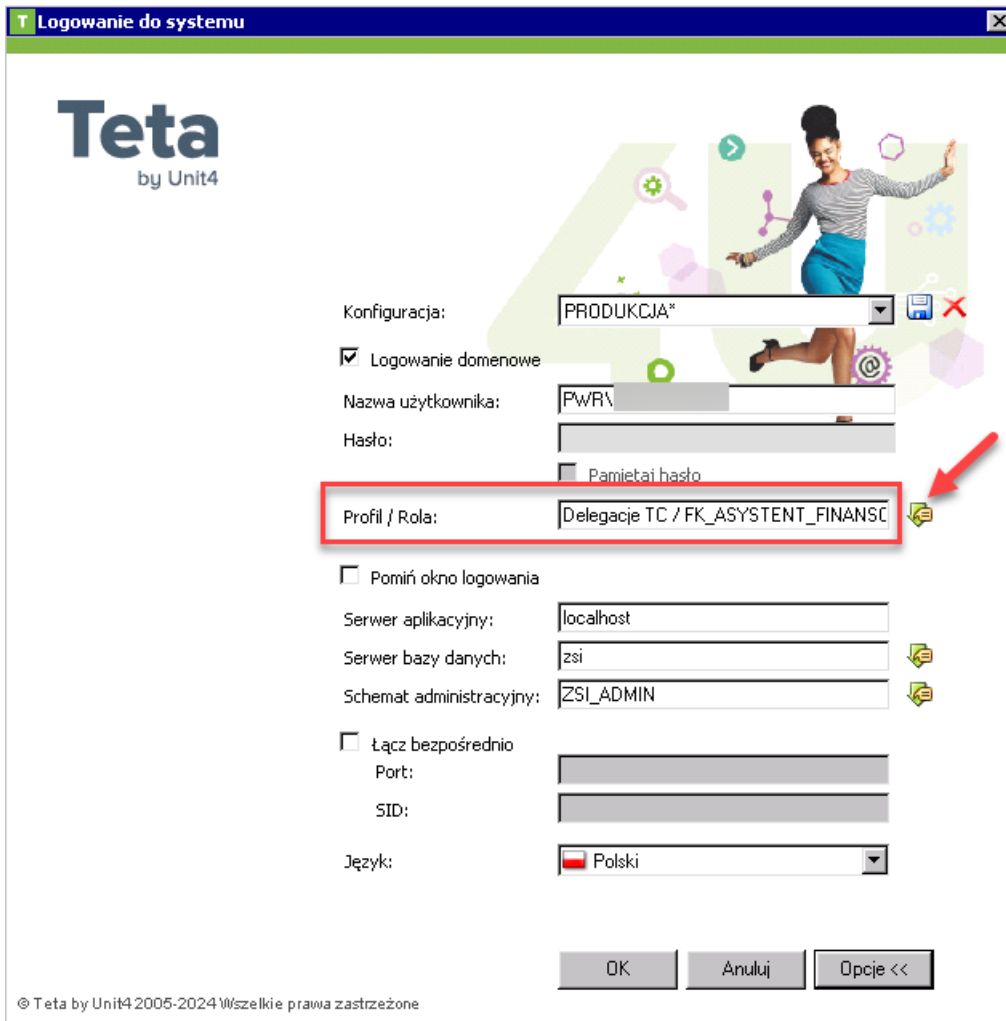 T Logowanie do systemu
Teta
by Unit4
4U
Konfiguracja: PRODUKCJA*
Logowanie domenowe
@
Nazwa użytkownika: PWR\
Hasło:
Pamiętaj hasło
Profil / Rola: Delegacje TC / FK_ASYSTENT_FINANSO
Pomiń okno logowania
Serwer aplikacyjny: localhost
Serwer bazy danych: zsi
Schemat administracyjny: ZSI_ADMIN
Łącz bezpośrednio
Port:
SID:
Język: Polski
OK Anuluj Opcje <<
© Teta by Unit4 2005-2024 Wszelkie prawa zastrzeżone